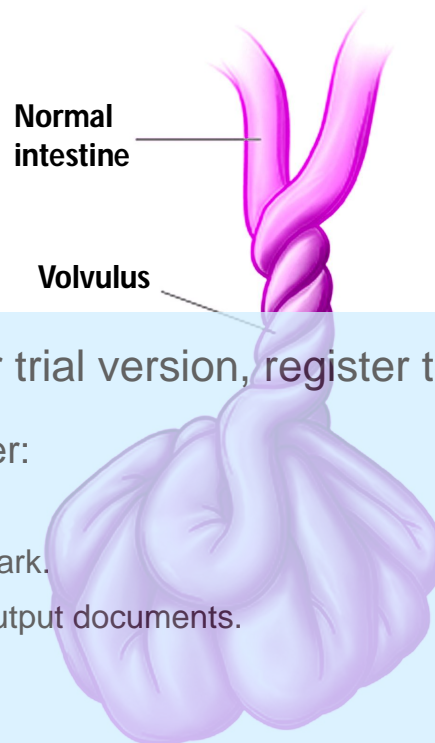 Normal
intestine
Volvulus
r trial version, register t
er:
ark.
utput documents.